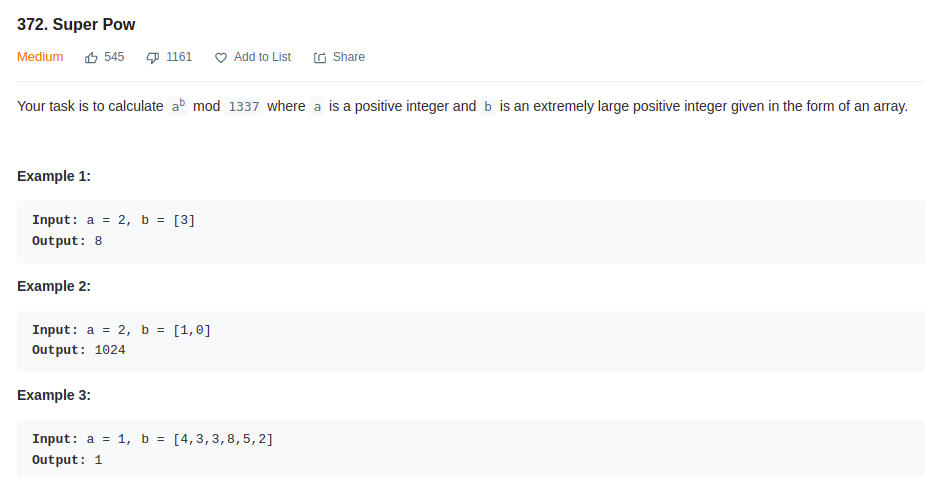 372. Super Pow
Medium 545 1161 Add to List Share
Your task is to calculate a^b mod 1337 where a is a positive integer and b is an extremely large positive integer given in the form of an array.
Example 1:
Input: a = 2, b = [3]
Output: 8
Example 2:
Input: a = 2, b = [1,0]
Output: 1024
Example 3:
Input: a = 1, b = [4,3,3,8,5,2]
Output: 1